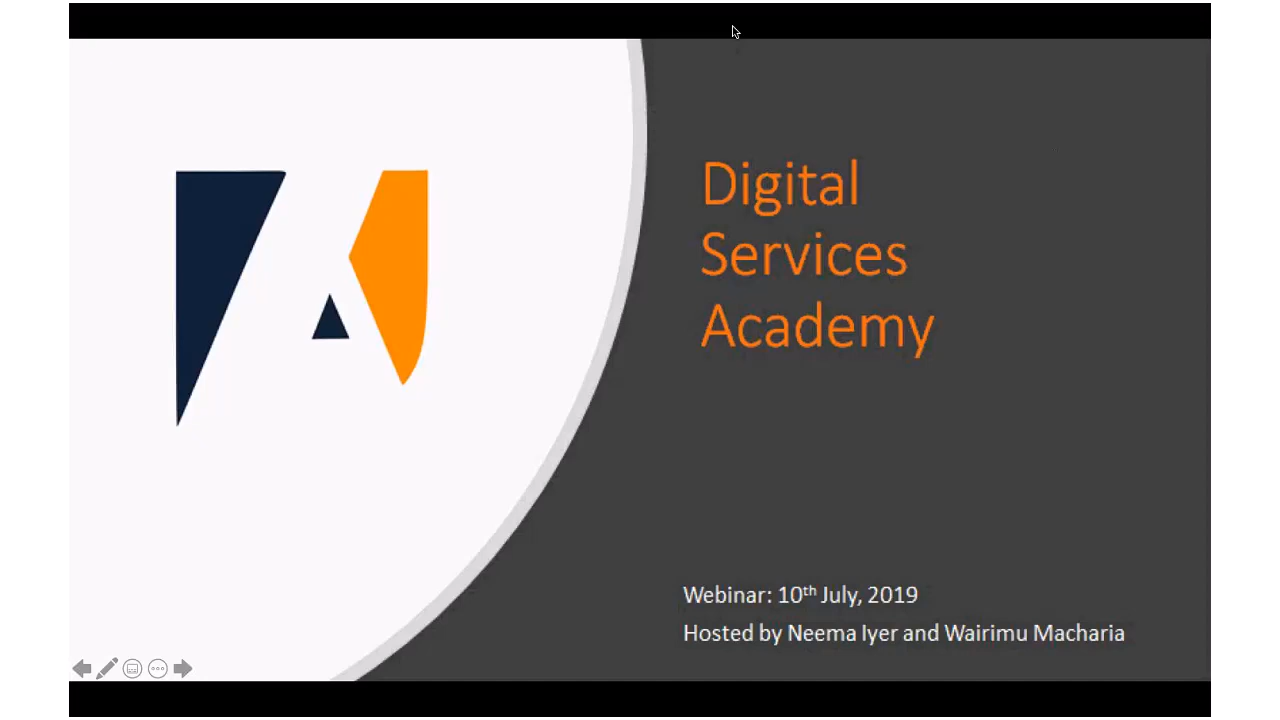 Digital
Services
Academy
Webinar: 10th July, 2019
Hosted by Neema Iyer and Wairimu Macharia